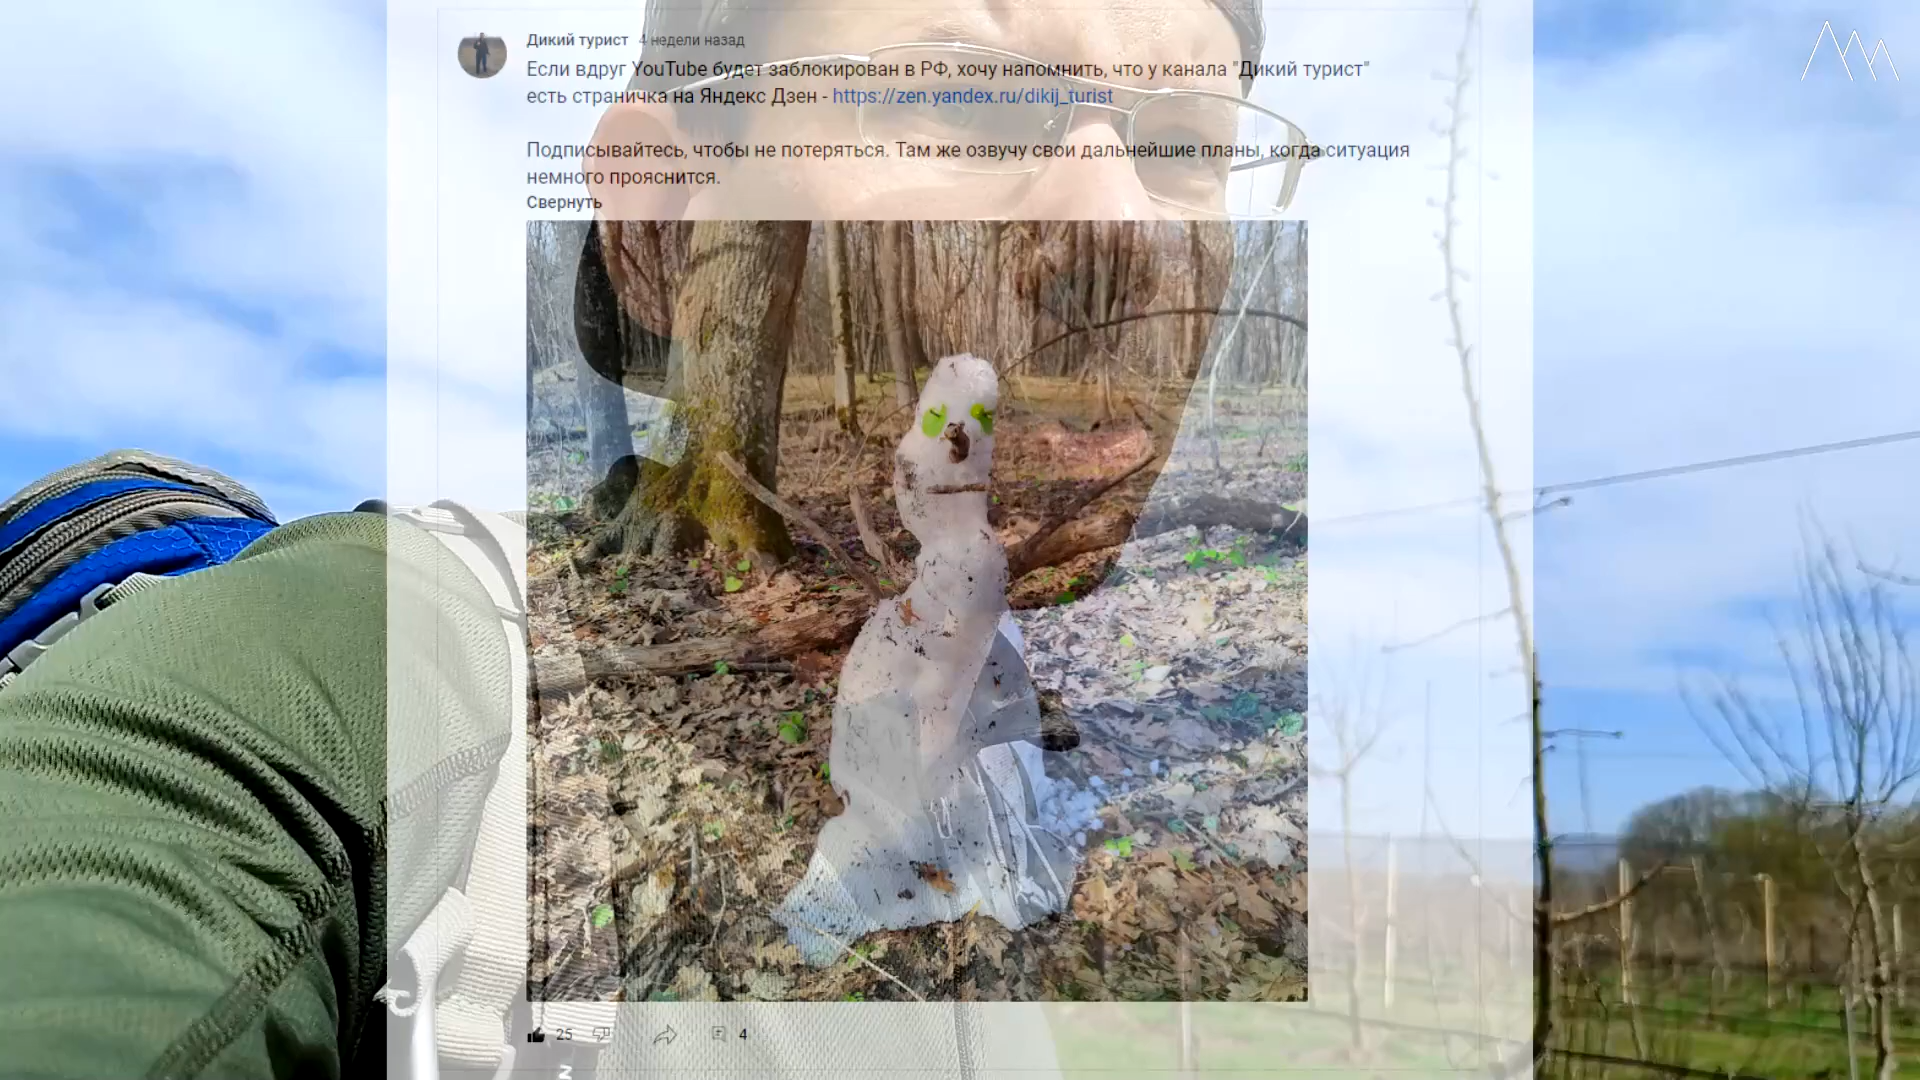 Дикий турист 4 недели назад
Если вдруг YouTube будет заблокирован в РФ, хочу напомнить, что у канала "Дикий турист"
есть страничка на Яндекс Дзен - https://zen.yandex.ru/dikij_turist
Подписывайтесь, чтобы не потеряться. Там же озвучу свои дальнейшие планы, когда ситуация
немного прояснится.
Свернуть
25 4